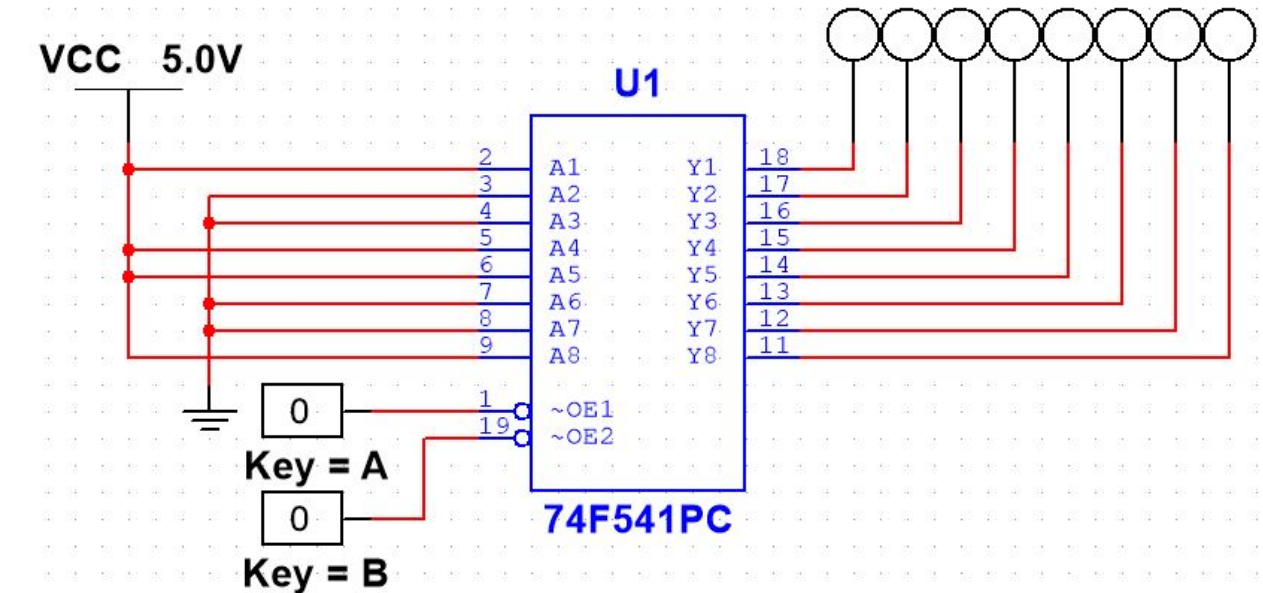 VCC 5.0V
U1
2 A1 Y1 18
3 A2 Y2 17
4 A3 Y3 16
5 A4 Y4 15
6 A5 Y5 14
7 A6 Y6 13
8 A7 Y7 12
9 A8 Y8 11
0 1 ~OE1
19 ~OE2
Key = A
0 74F541PC
Key = B